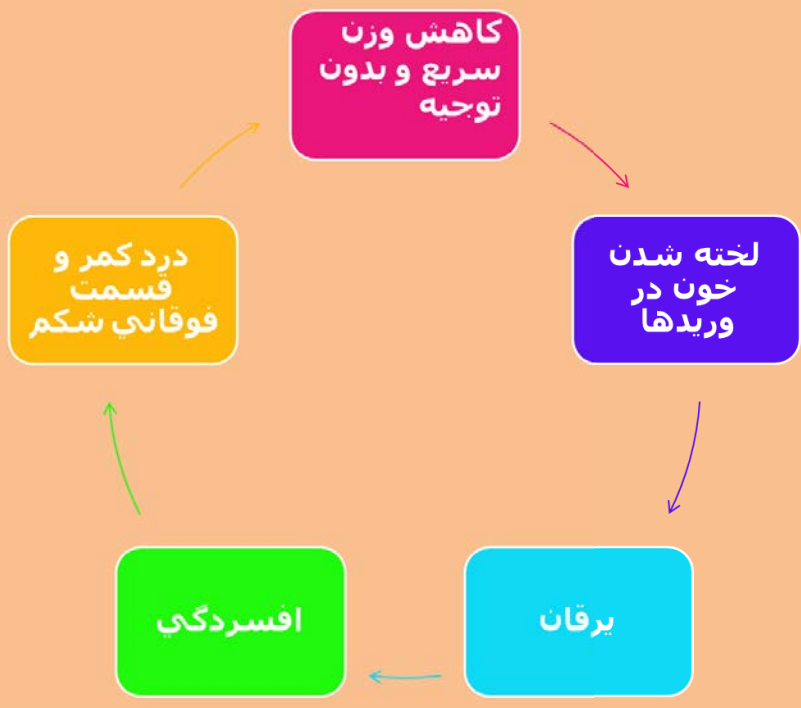 کاهش وزن
سریع و بدون
توجیه
لخته شدن
خون در
وریدها
یرقان
افسردگي
درد کمر و
قسمت
فوقاني شکم